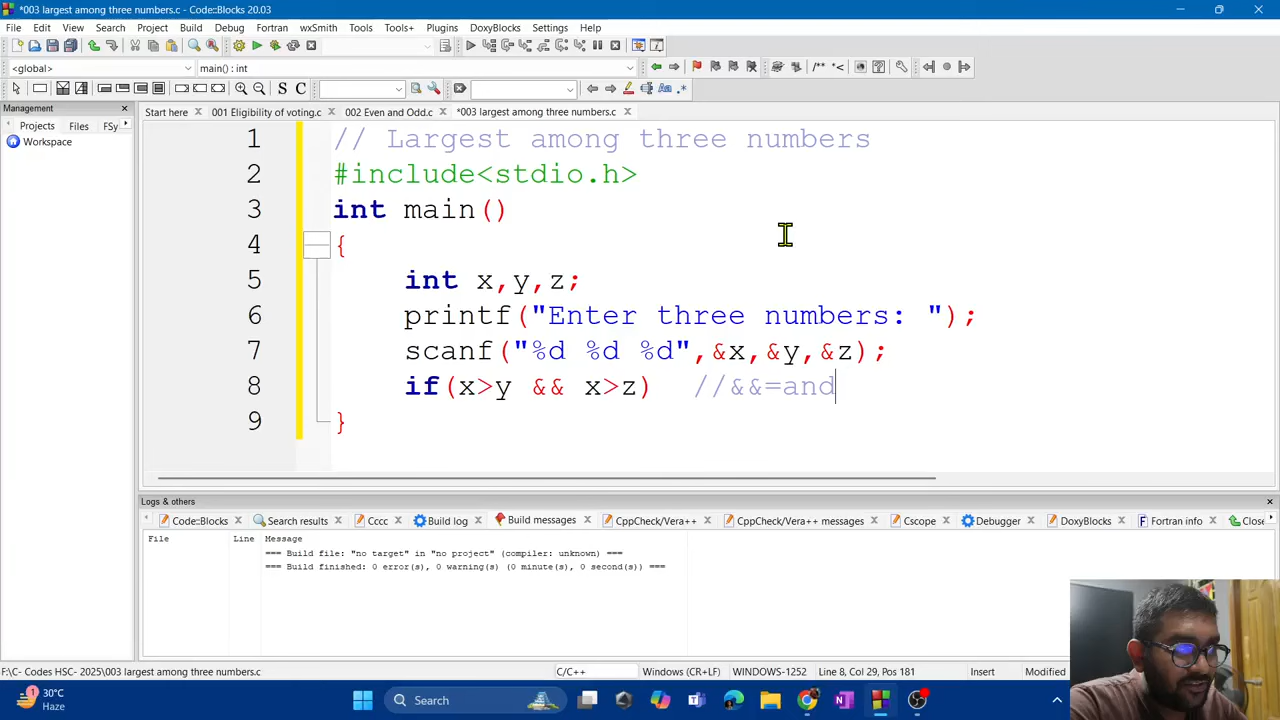 *003 largest among three numbers.c - Code::Blocks 20.03
File Edit View Search Project Build Debug Fortran wxSmith Tools Tools+ Plugins DoxyBlocks Settings Help
<global> main() : int
S C
Management
Projects Files FSy
Workspace
Start here 001 Eligibility of voting.c 002 Even and Odd.c *003 largest among three numbers.c
1 // Largest among three numbers
2 #include<stdio.h>
3 int main()
4 {
5 int x,y,z;
6 printf("Enter three numbers: ");
7 scanf("%d %d %d",&x,&y,&z);
8 if(x>y && x>z) //&&=and
9 }
Logs & others
Code::Blocks Search results Cccc Build log Build messages CppCheck/Vera++ CppCheck/Vera++ messages Cscope Debugger DoxyBlocks Fortran info Close
File Line Message
=== Build file: "no target" in "no project" (compiler: unknown) ===
=== Build finished: 0 error(s), 0 warning(s) (0 minute(s), 0 second(s)) ===
F:\C- Codes HSC- 2025\003 largest among three numbers.c C/C++ Windows (CR+LF) WINDOWS-1252 Line 8, Col 29, Pos 181 Insert Modified
30°C
Haze
Search